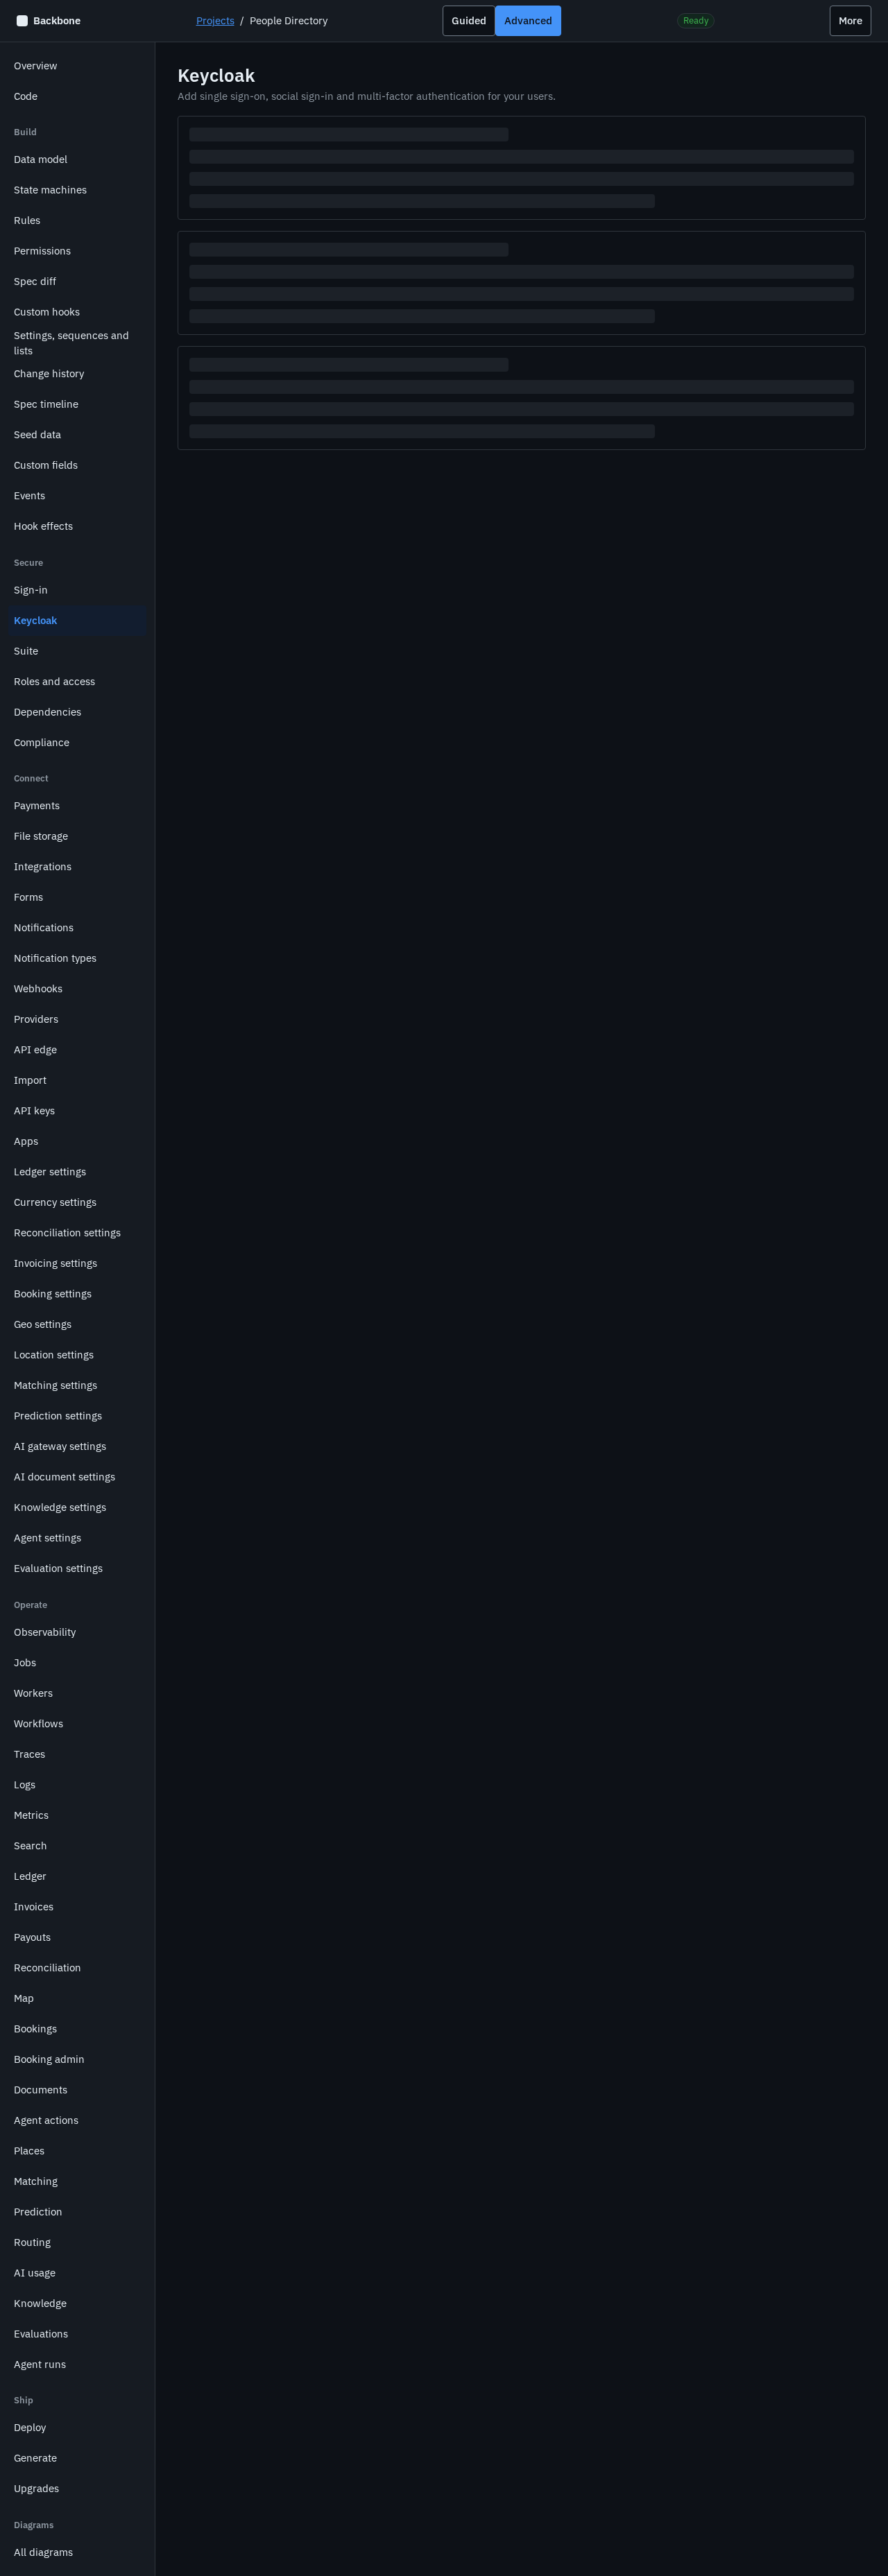 Backbone
Projects / People Directory
Guided
Advanced
Ready
More
Overview
Code
Build
Data model
State machines
Rules
Permissions
Spec diff
Custom hooks
Settings, sequences and
lists
Change history
Spec timeline
Seed data
Custom fields
Events
Hook effects
Secure
Sign-in
Keycloak
Suite
Roles and access
Dependencies
Compliance
Connect
Payments
File storage
Integrations
Forms
Notifications
Notification types
Webhooks
Providers
API edge
Import
API keys
Apps
Ledger settings
Currency settings
Reconciliation settings
Invoicing settings
Booking settings
Geo settings
Location settings
Matching settings
Prediction settings
AI gateway settings
AI document settings
Knowledge settings
Agent settings
Evaluation settings
Operate
Observability
Jobs
Workers
Workflows
Traces
Logs
Metrics
Search
Ledger
Invoices
Payouts
Reconciliation
Map
Bookings
Booking admin
Documents
Agent actions
Places
Matching
Prediction
Routing
AI usage
Knowledge
Evaluations
Agent runs
Ship
Deploy
Generate
Upgrades
Diagrams
All diagrams
Keycloak
Add single sign-on, social sign-in and multi-factor authentication for your users.